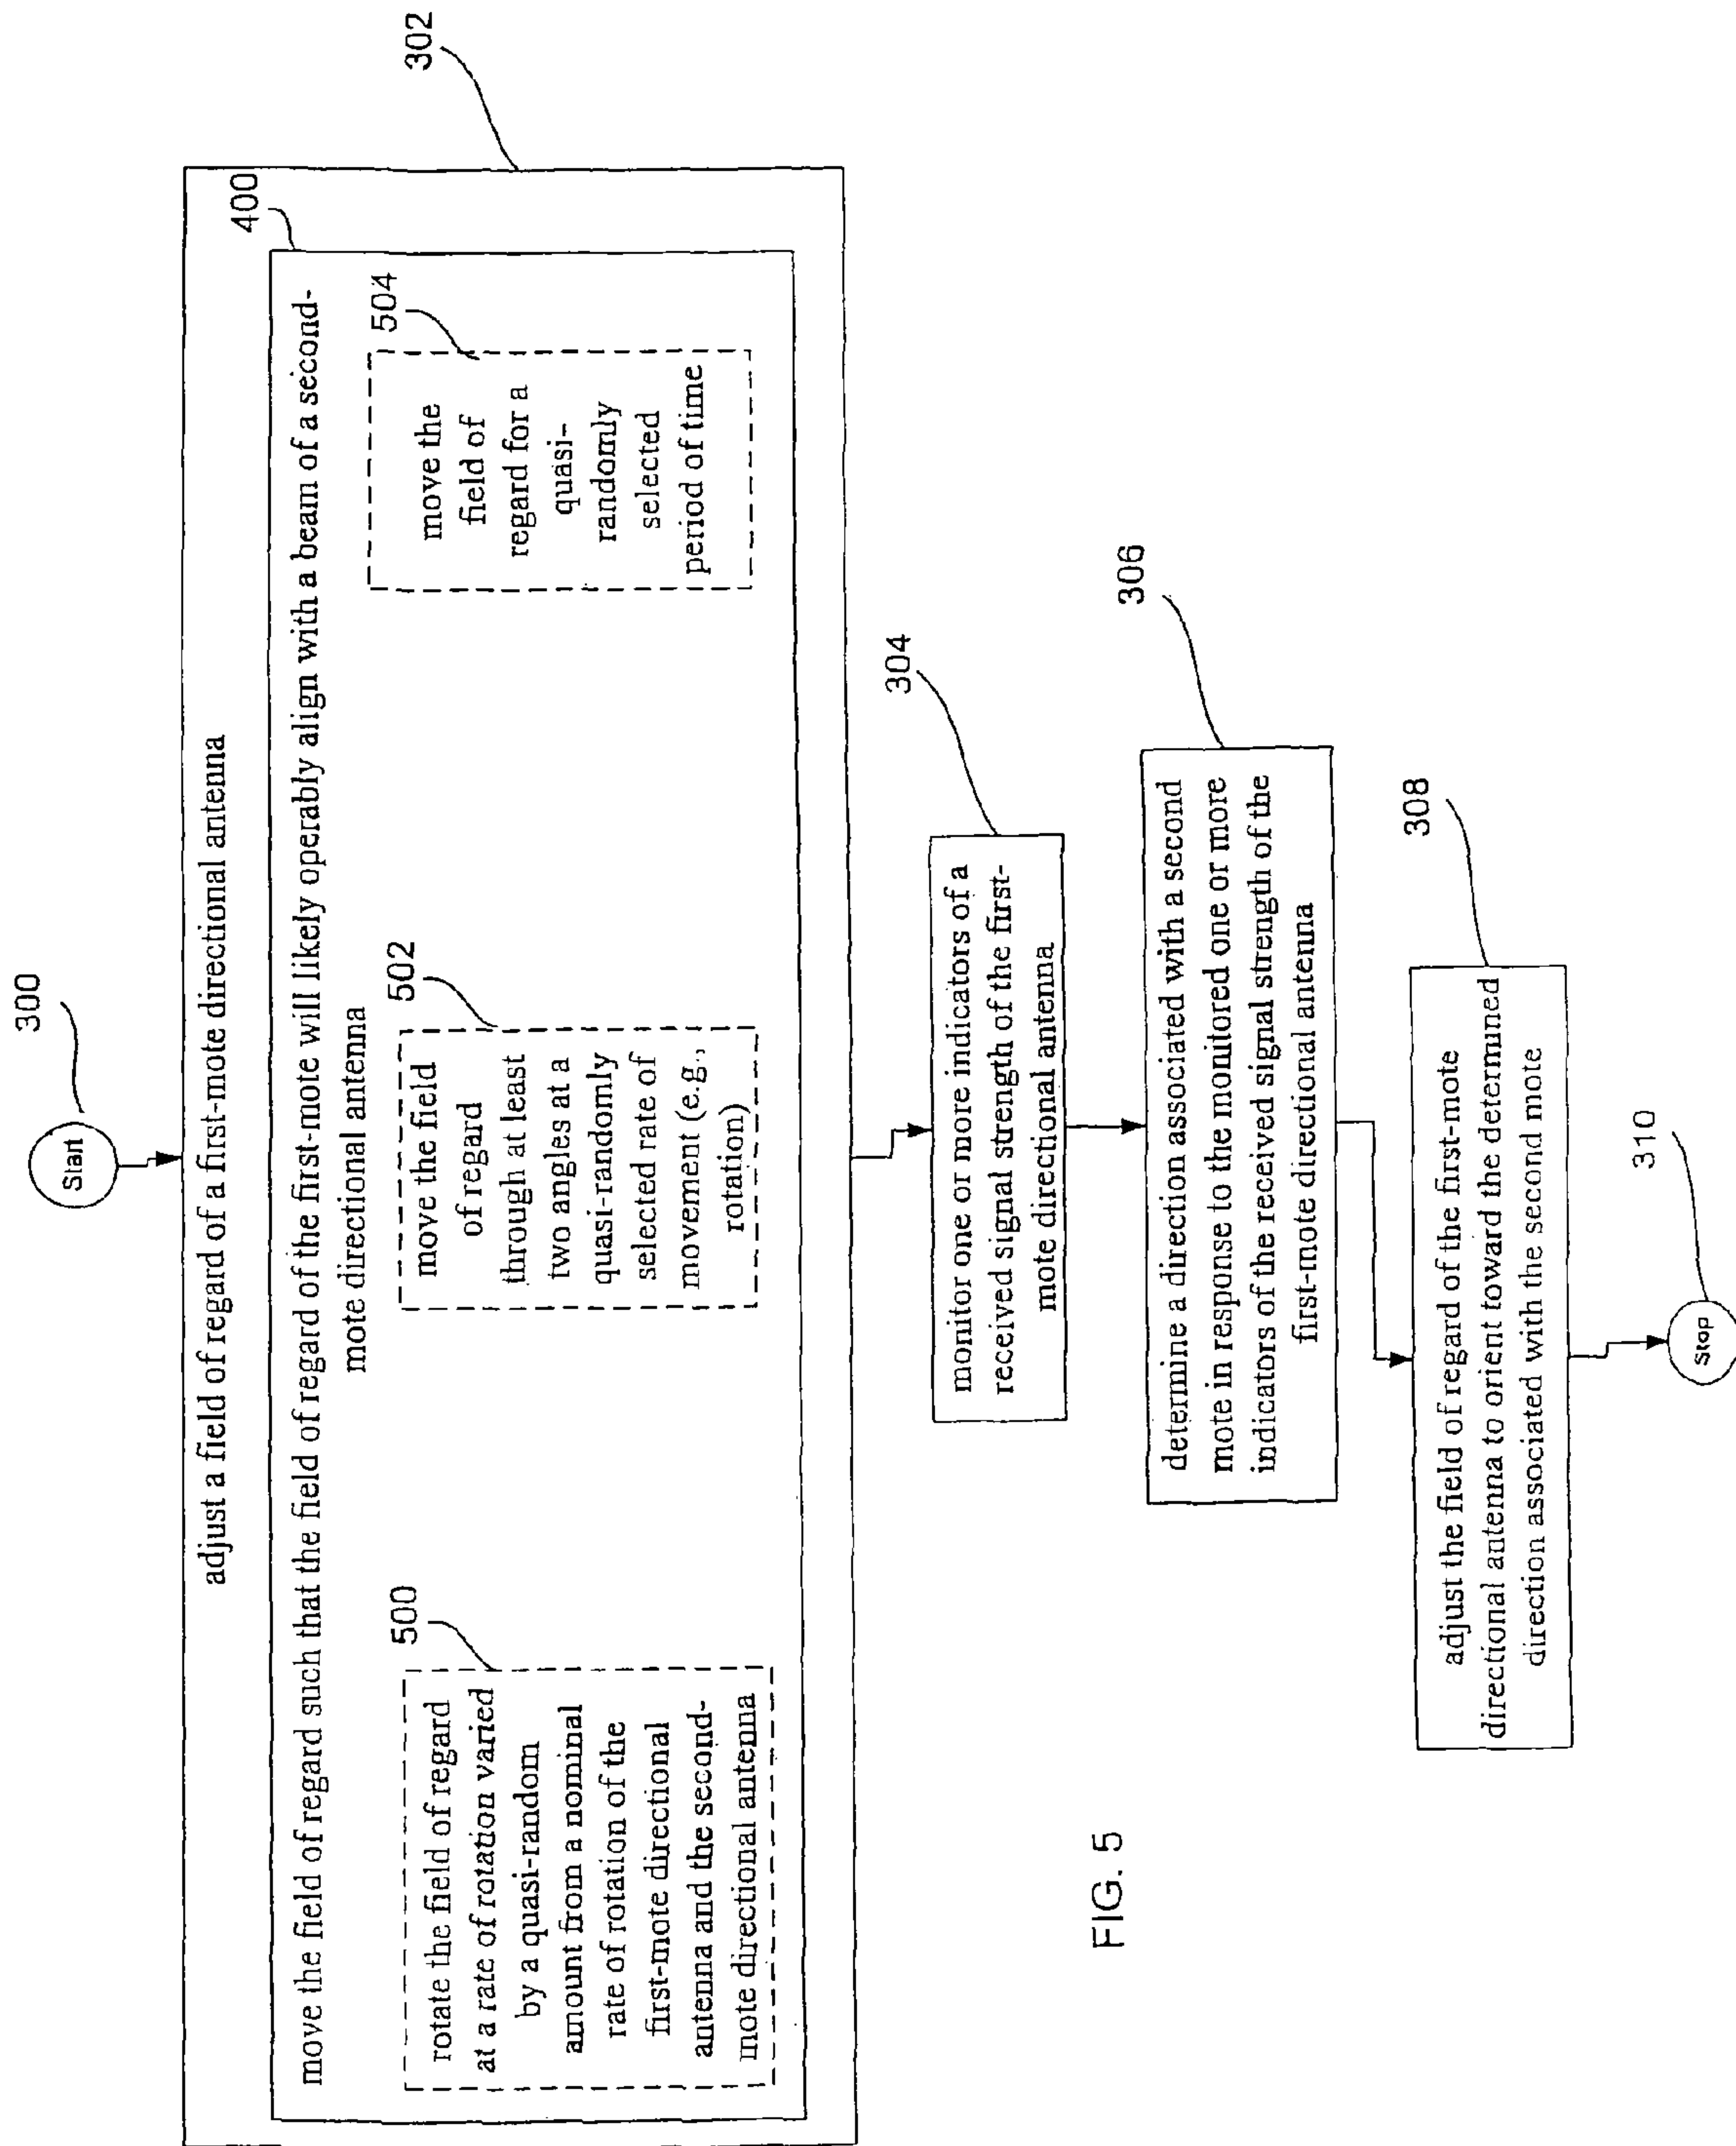 300
Start
adjust a field of regard of a first-mote directional antenna
302
400
move the field of regard such that the field of regard of the first-mote will likely operably align with a beam of a second-
mote directional antenna
500
rotate the field of regard
at a rate of rotation varied
by a quasi-random
amount from a nominal
rate of rotation of the
first-mote directional
antenna and the second-
mote directional antenna
502
move the field
of regard
through at least
two angles at a
quasi-randomly
selected rate of
movement (e.g.,
rotation)
504
move the
field of
regard for a
quasi-
randomly
selected
period of time
304
monitor one or more indicators of a
received signal strength of the first-
mote directional antenna
306
determine a direction associated with a second
mote in response to the monitored one or more
indicators of the received signal strength of the
first-mote directional antenna
308
adjust the field of regard of the first-mote
directional antenna to orient toward the determined
direction associated with the second mote
310
Stop
FIG. 5